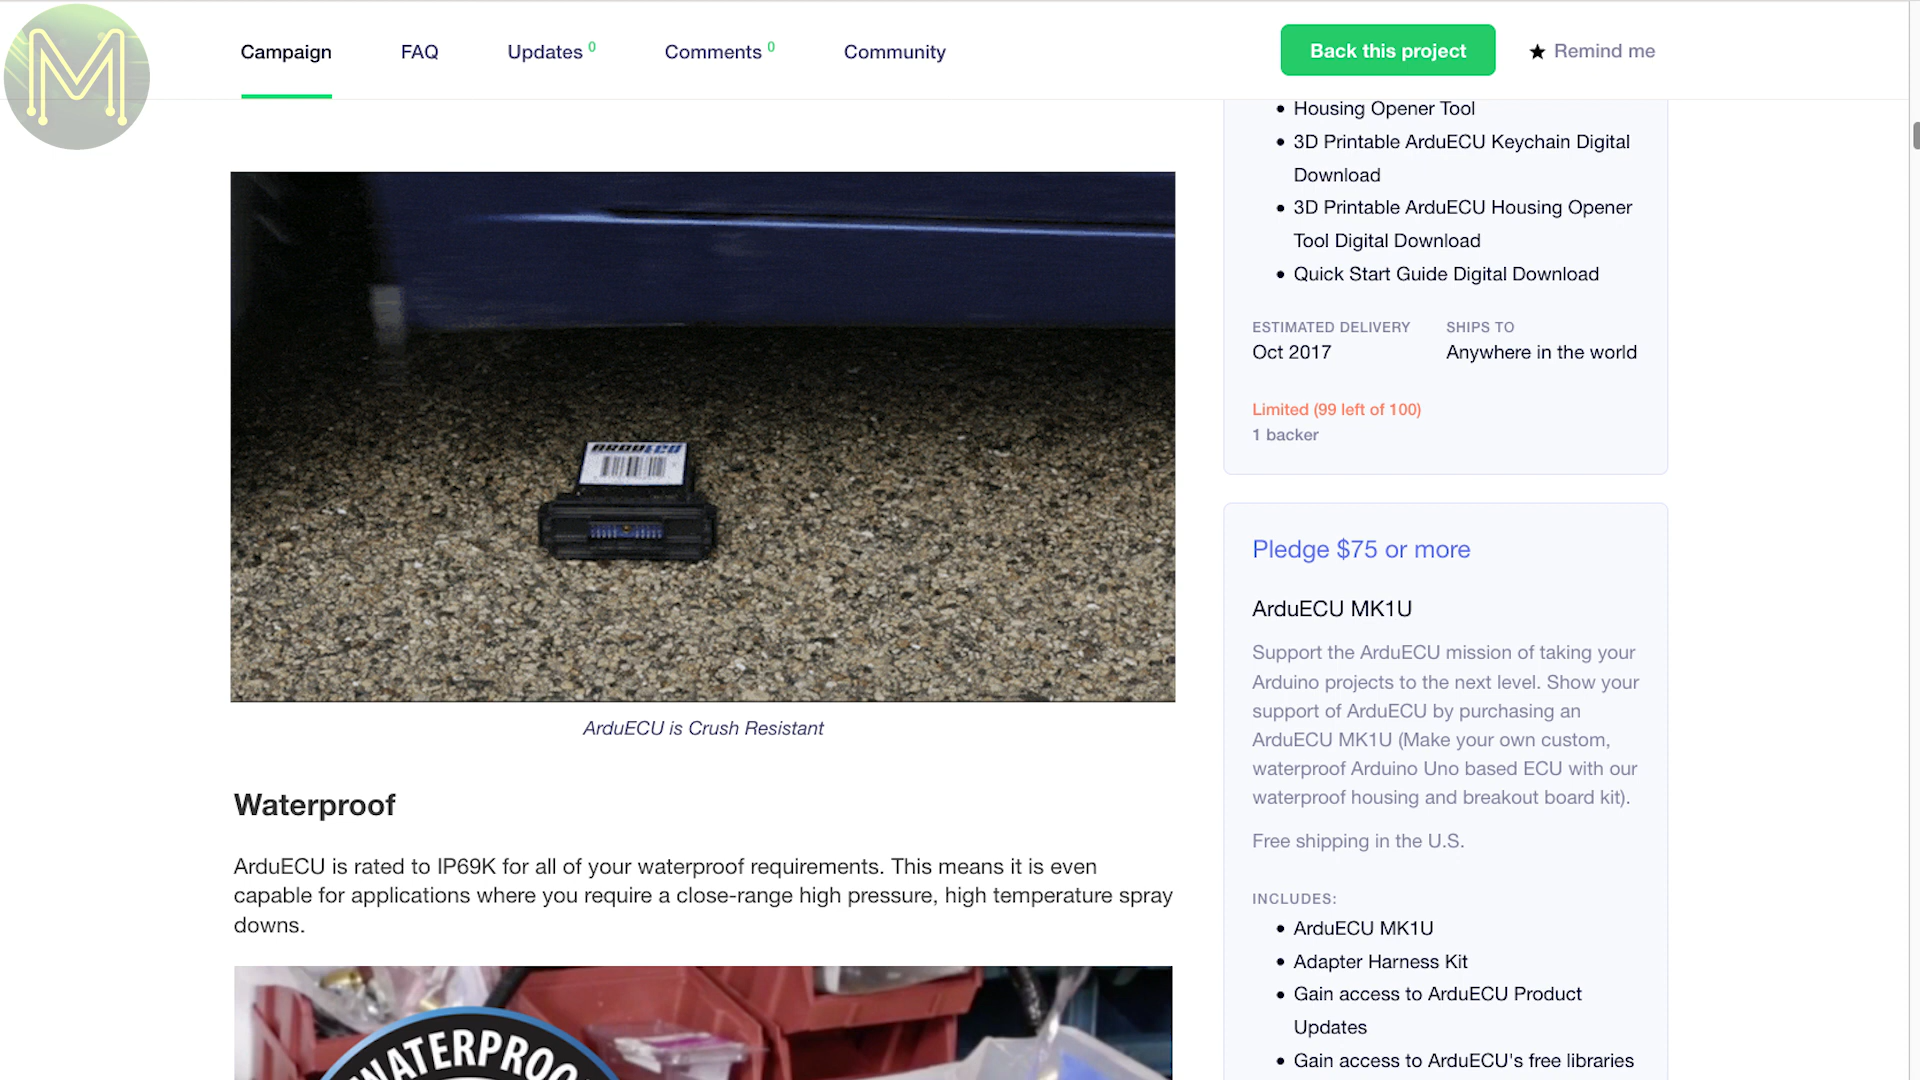 M
Campaign
FAQ
Updates 0
Comments 0
Community
Back this project
Remind me
ARDUECU
ArduECU is Crush Resistant
Waterproof
ArduECU is rated to IP69K for all of your waterproof requirements. This means it is even
capable for applications where you require a close-range high pressure, high temperature spray
downs.
Housing Opener Tool
3D Printable ArduECU Keychain Digital
Download
3D Printable ArduECU Housing Opener
Tool Digital Download
Quick Start Guide Digital Download
ESTIMATED DELIVERY
Oct 2017
SHIPS TO
Anywhere in the world
Limited (99 left of 100)
1 backer
Pledge $75 or more
ArduECU MK1U
Support the ArduECU mission of taking your
Arduino projects to the next level. Show your
support of ArduECU by purchasing an
ArduECU MK1U (Make your own custom,
waterproof Arduino Uno based ECU with our
waterproof housing and breakout board kit).
Free shipping in the U.S.
INCLUDES:
ArduECU MK1U
Adapter Harness Kit
Gain access to ArduECU Product
Updates
Gain access to ArduECU's free libraries